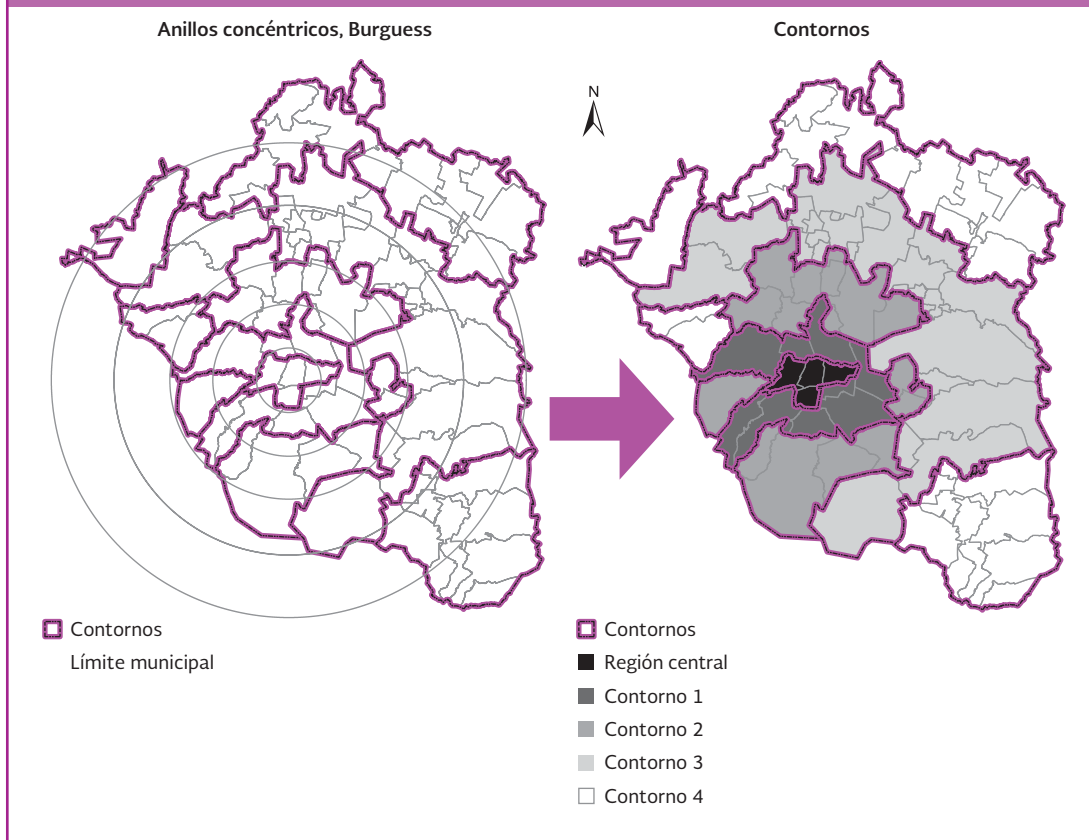 Anillos concéntricos, Burguess
Contornos
N
Contornos
Límite municipal
Contornos
Región central
Contorno 1
Contorno 2
Contorno 3
Contorno 4